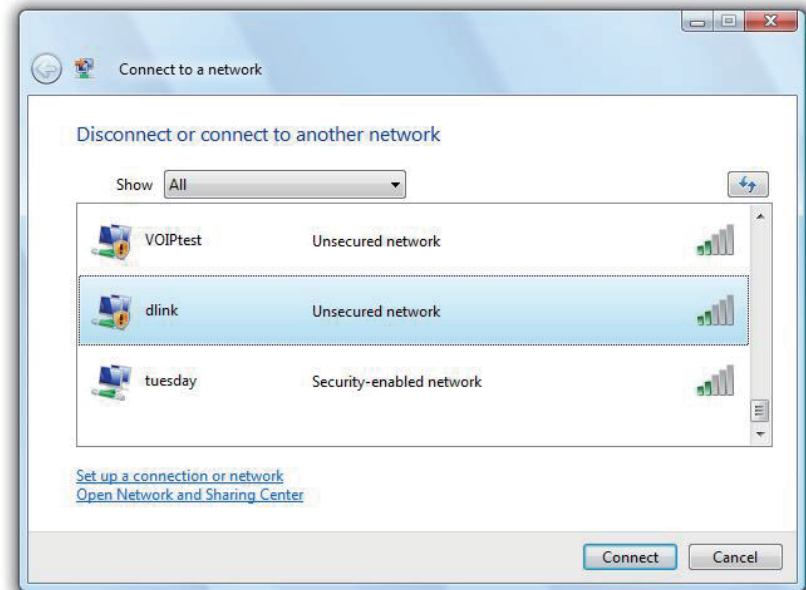 Connect to a network
Disconnect or connect to another network
Show All
VOIPtest Unsecured network
dlink Unsecured network
tuesday Security-enabled network
Set up a connection or network
Open Network and Sharing Center
Connect Cancel